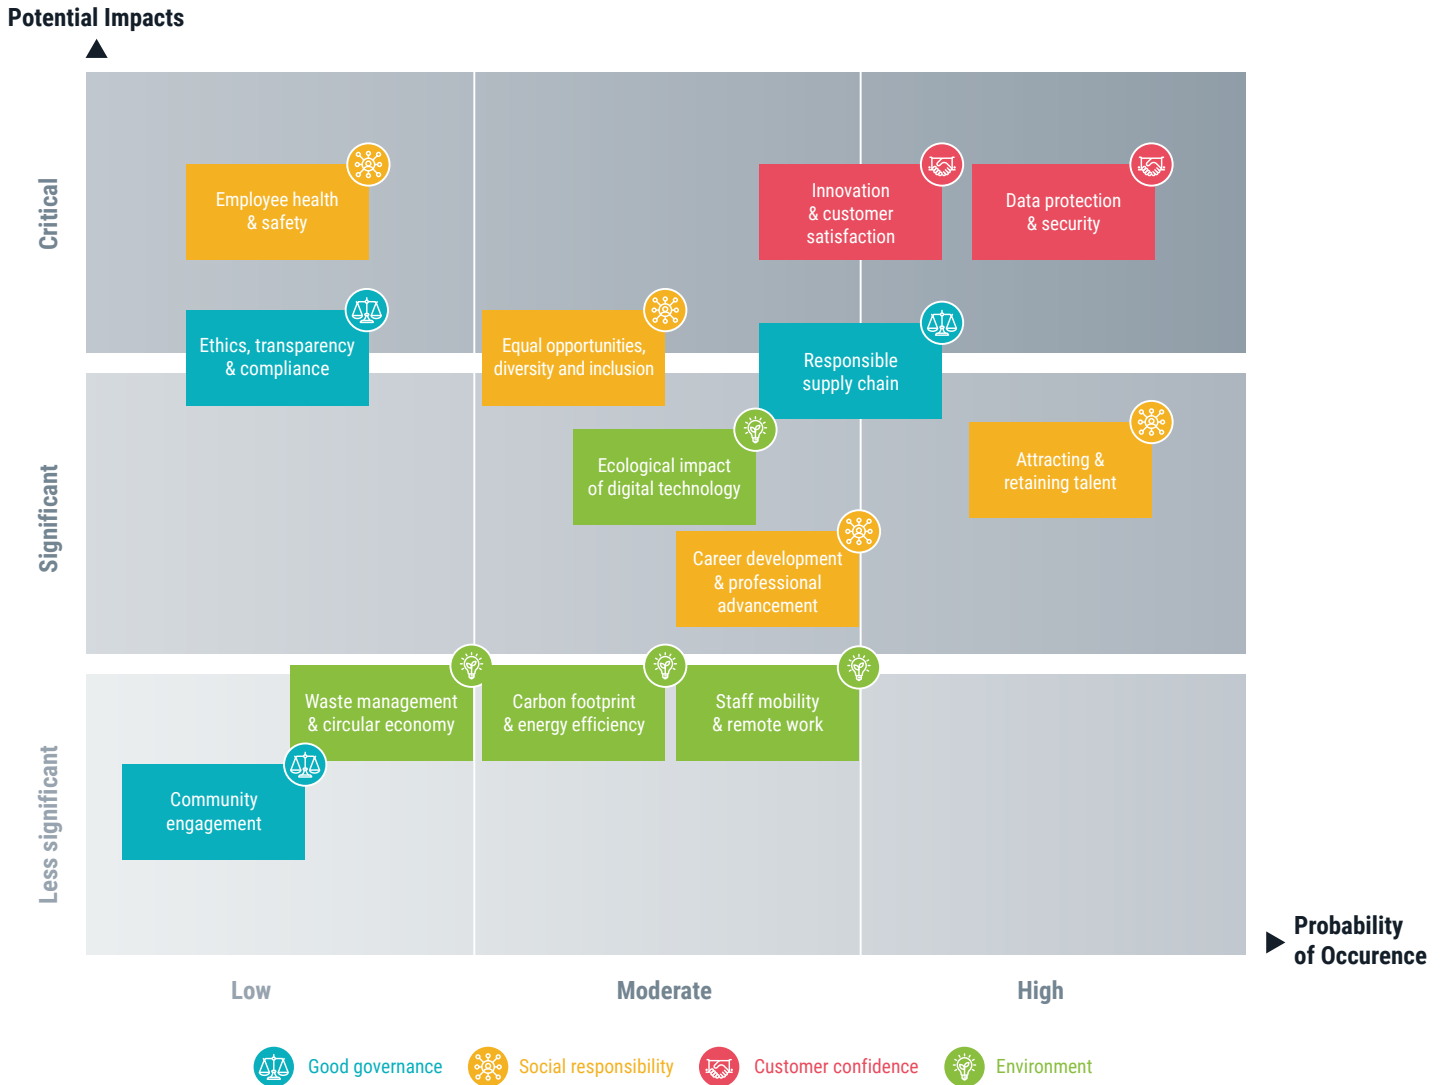 Potential Impacts
Critical
Employee health
& safety
Innovation
& customer
satisfaction
Data protection
& security
Ethics, transparency
& compliance
Equal opportunities,
diversity and inclusion
Responsible
supply chain
Significant
Ecological impact
of digital technology
Attracting &
retaining talent
Career development
& professional
advancement
Less significant
Waste management
& circular economy
Carbon footprint
& energy efficiency
Staff mobility
& remote work
Community
engagement
Probability
of Occurence
Low
Moderate
High
Good governance
Social responsibility
Customer confidence
Environment